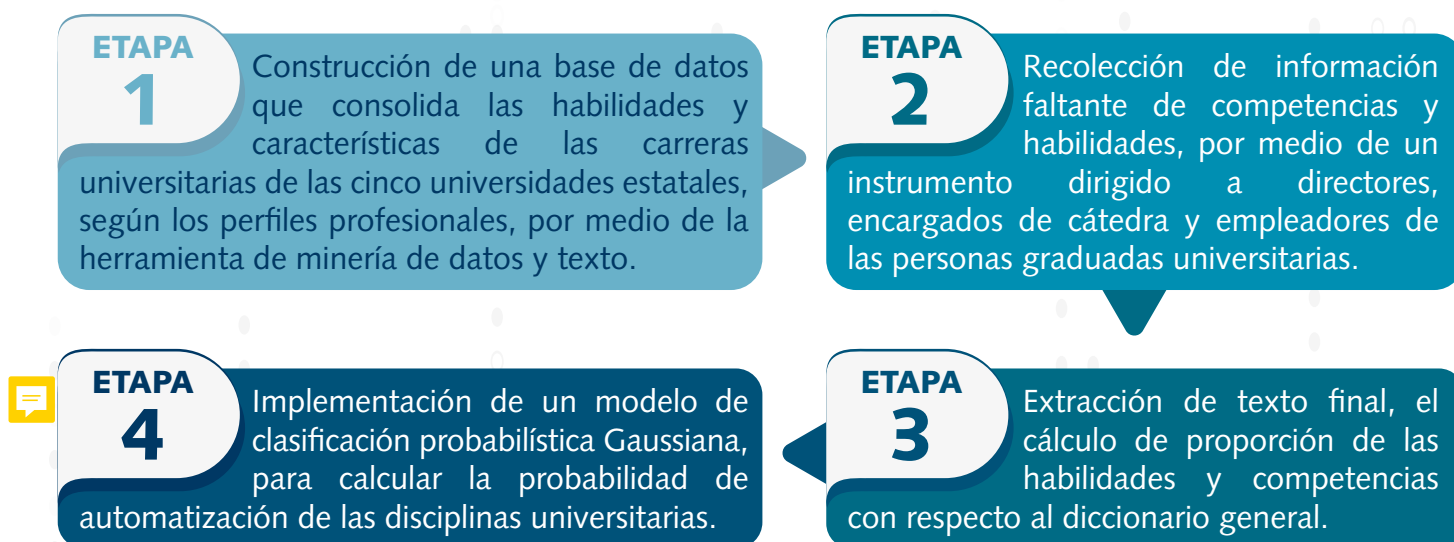 ETAPA
1
Construcción de una base de datos
que consolida las habilidades y
características de las carreras
universitarias de las cinco universidades estatales,
según los perfiles profesionales, por medio de la
herramienta de minería de datos y texto.
ETAPA
2
Recolección de información
faltante de competencias y
habilidades, por medio de un
instrumento dirigido a directores,
encargados de cátedra y empleadores de
las personas graduadas universitarias.
ETAPA
3
Extracción de texto final, el
cálculo de proporción de las
habilidades y competencias
con respecto al diccionario general.
ETAPA
4
Implementación de un modelo de
clasificación probabilística Gaussiana,
para calcular la probabilidad de
automatización de las disciplinas universitarias.